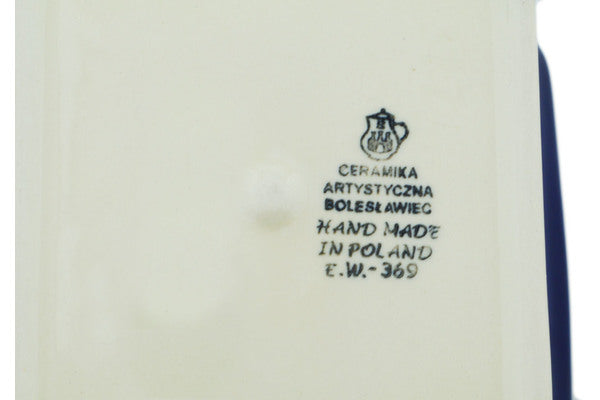 CERAMIKA
ARTYSTYCZNA
BOLESŁAWIEC
HAND MADE
IN POLAND
E.W.-369